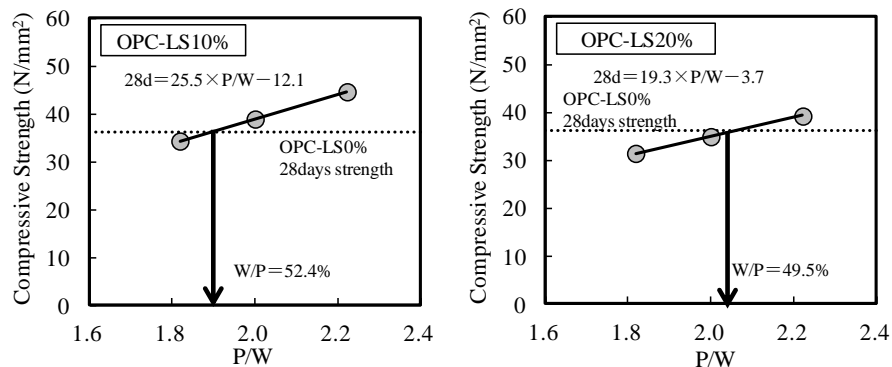 Compressive Strength (N/mm²)
60
50
40
30
20
10
0
OPC-LS10%
28d＝25.5×P/W−12.1
OPC-LS0%
28days strength
W/P＝52.4%
1.6
1.8
2.0
2.2
2.4
P/W
Compressive Strength (N/mm²)
60
50
40
30
20
10
0
OPC-LS20%
28d＝19.3×P/W−3.7
OPC-LS0%
28days strength
W/P＝49.5%
1.6
1.8
2.0
2.2
2.4
P/W